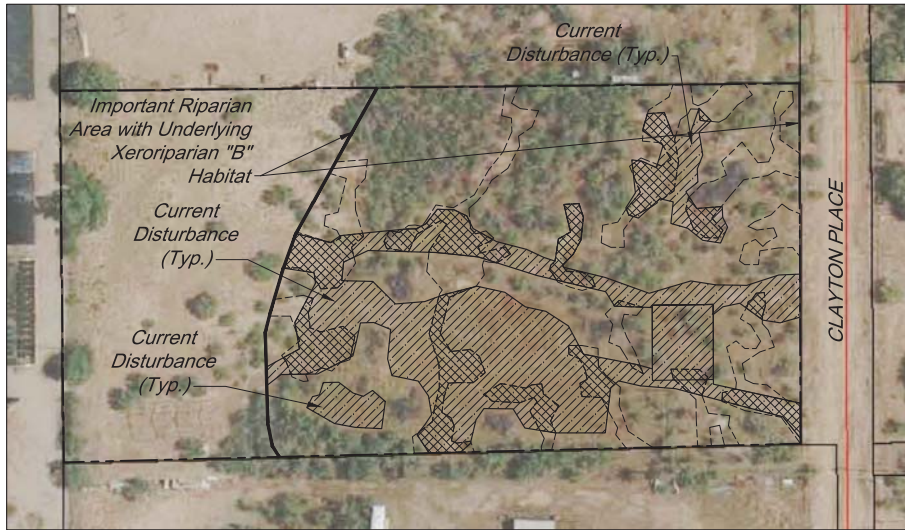 Current
Disturbance (Typ.)
Important Riparian
Area with Underlying
Xeroriparian "B"
Habitat
Current
Disturbance
(Typ.)
Current
Disturbance
(Typ.)
CLAYTON PLACE